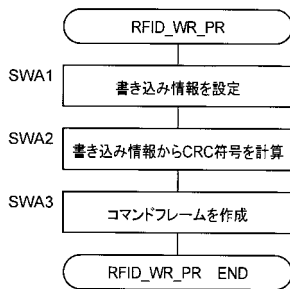 RFID_WR_PR
SWA1
書き込み情報を設定
SWA2
書き込み情報からCRC符号を計算
SWA3
コマンドフレームを作成
RFID_WR_PR END